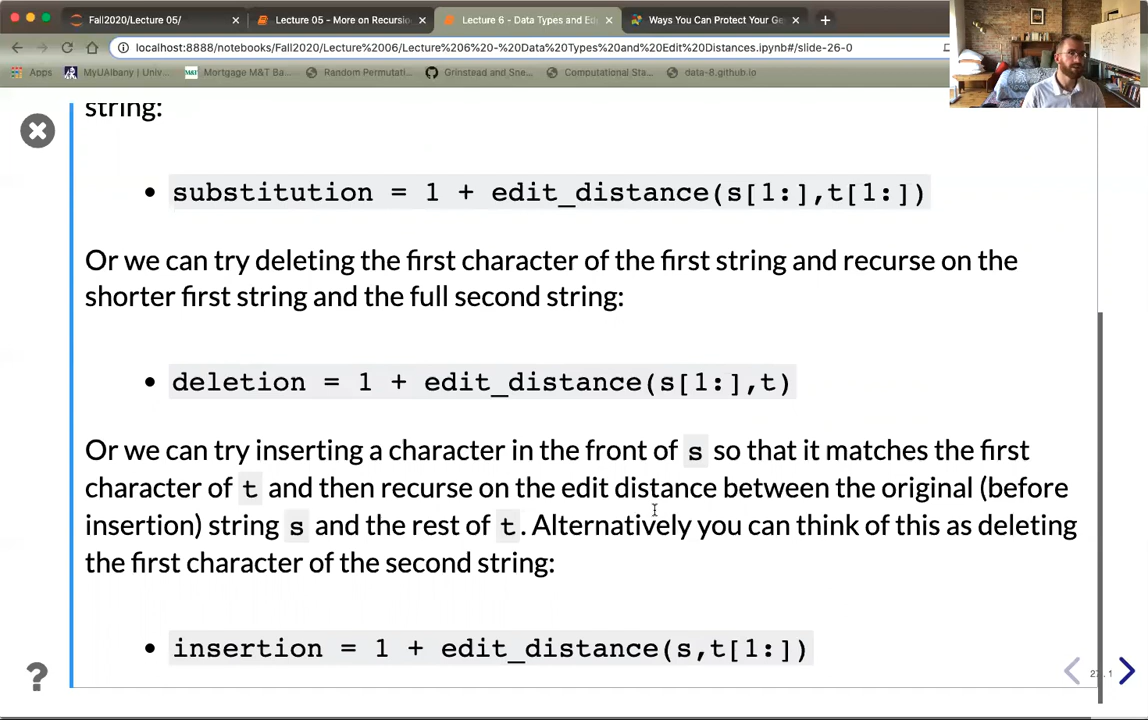 Fall2020/Lecture 05/
Lecture 05 - More on Recursio
Lecture 6 - Data Types and Ed
Ways You Can Protect Your Ge
localhost:8888/notebooks/Fall2020/Lecture%2006/Lecture%206%20-%20Data%20Types%20and%20Edit%20Distances.ipynb#/slide-26-0
Apps
MyUAlbany | Univ...
Mortgage M&T Ba...
Random Permutati...
Grinstead and Sne...
Computational Sta...
data-8.github.io
string:
• substitution = 1 + edit_distance(s[1:],t[1:])
Or we can try deleting the first character of the first string and recurse on the
shorter first string and the full second string:
• deletion = 1 + edit_distance(s[1:],t)
Or we can try inserting a character in the front of s so that it matches the first
character of t and then recurse on the edit distance between the original (before
insertion) string s and the rest of t. Alternatively you can think of this as deleting
the first character of the second string:
• insertion = 1 + edit_distance(s,t[1:])
?